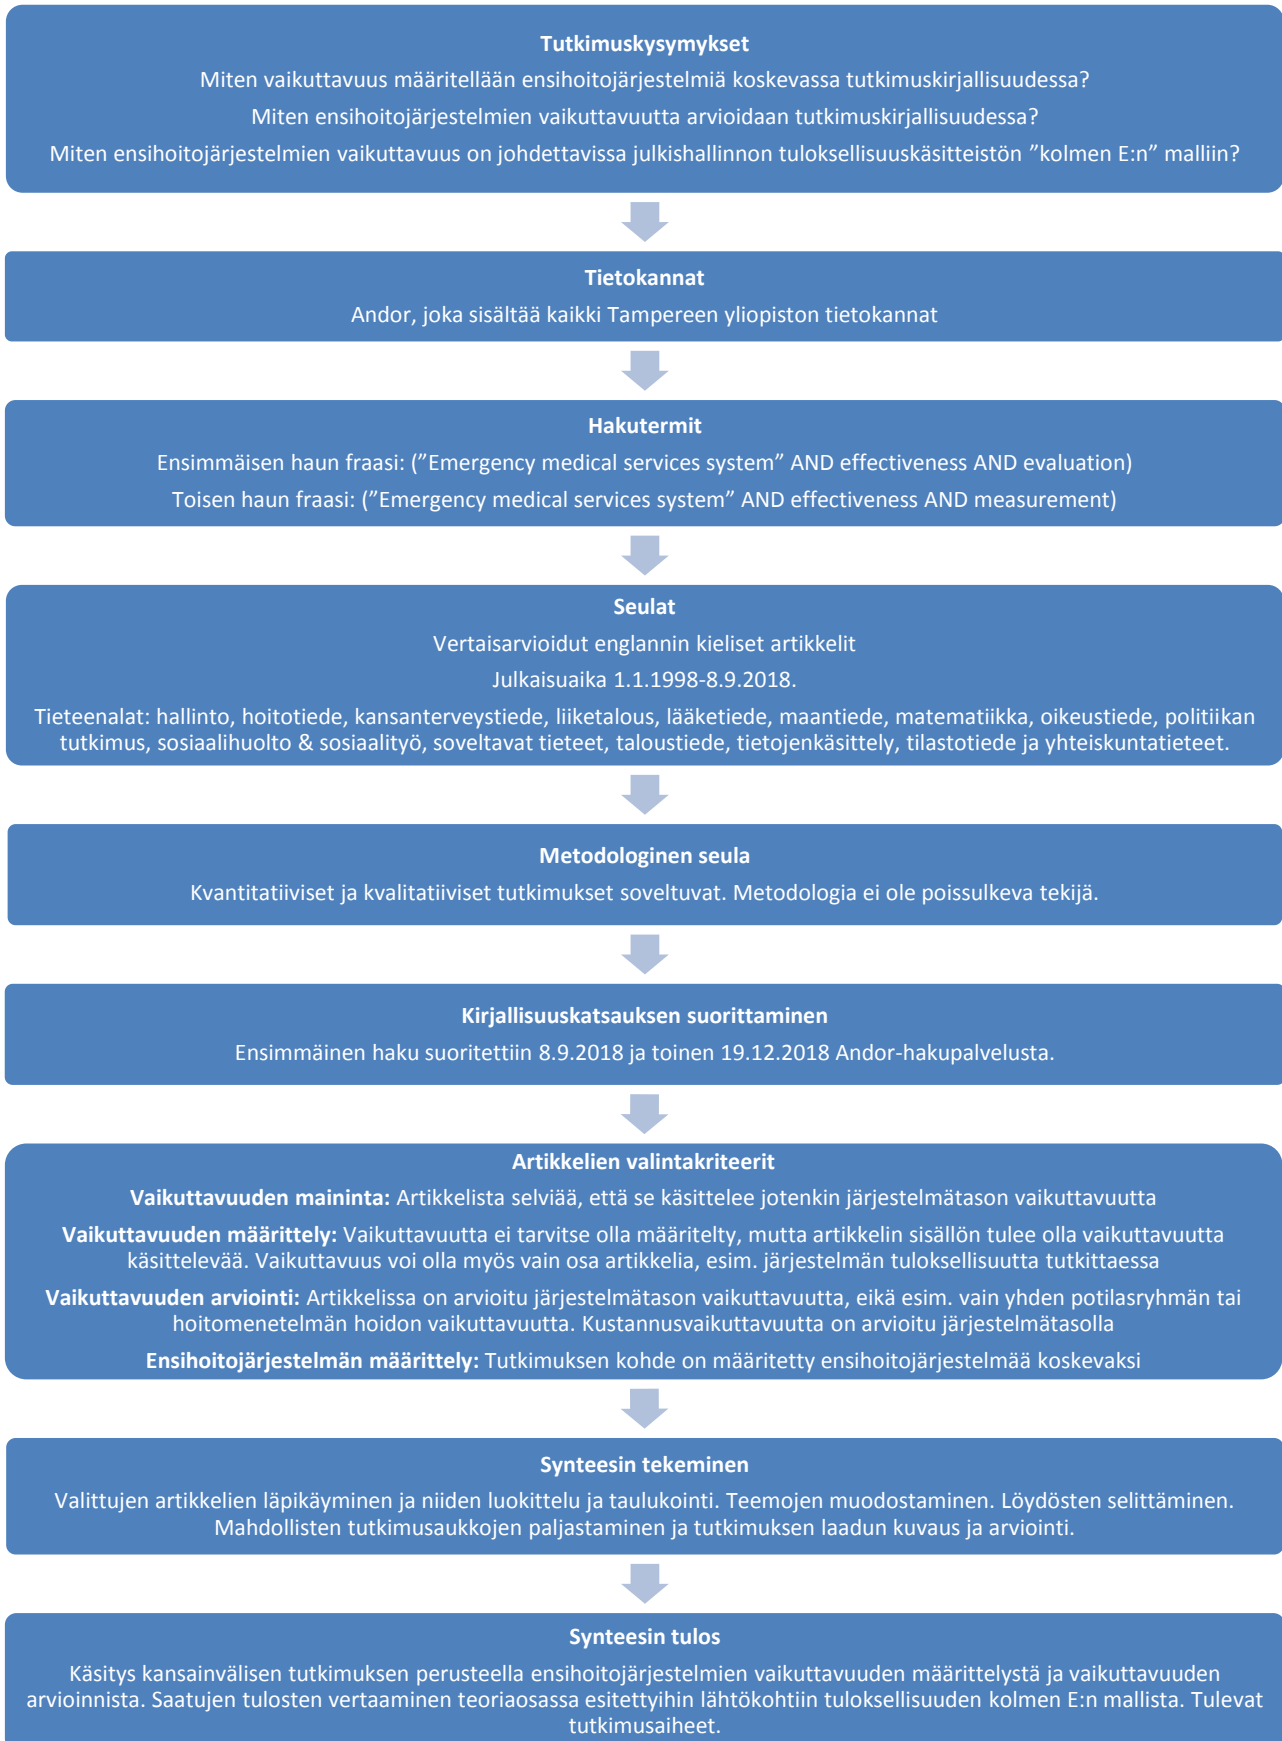 Tutkimuskysymykset
Miten vaikuttavuus määritellään ensihoitojärjestelmiä koskevassa tutkimuskirjallisuudessa?
Miten ensihoitojärjestelmien vaikuttavuutta arvioidaan tutkimuskirjallisuudessa?
Miten ensihoitojärjestelmien vaikuttavuus on johdettavissa julkishallinnon tuloksellisuuskäsitteistön ”kolmen E:n” malliin?
Tietokannat
Andor, joka sisältää kaikki Tampereen yliopiston tietokannat
Hakutermit
Ensimmäisen haun fraasi: (”Emergency medical services system” AND effectiveness AND evaluation)
Toisen haun fraasi: (”Emergency medical services system” AND effectiveness AND measurement)
Seulat
Vertaisarvioidut englannin kieliset artikkelit
Julkaisuaika 1.1.1998-8.9.2018.
Tieteenalat: hallinto, hoitotiede, kansanterveystiede, liiketalous, lääketiede, maantiede, matematiikka, oikeustiede, politiikan
tutkimus, sosiaalihuolto & sosiaalityö, soveltavat tieteet, taloustiede, tietojenkäsittely, tilastotiede ja yhteiskuntatieteet.
Metodologinen seula
Kvantitatiiviset ja kvalitatiiviset tutkimukset soveltuvat. Metodologia ei ole poissulkeva tekijä.
Kirjallisuuskatsauksen suorittaminen
Ensimmäinen haku suoritettiin 8.9.2018 ja toinen 19.12.2018 Andor-hakupalvelusta.
Artikkelien valintakriteerit
Vaikuttavuuden maininta: Artikkelista selviää, että se käsittelee jotenkin järjestelmätason vaikuttavuutta
Vaikuttavuuden määrittely: Vaikuttavuutta ei tarvitse olla määritelty, mutta artikkelin sisällön tulee olla vaikuttavuutta
käsittelevää. Vaikuttavuus voi olla myös vain osa artikkelia, esim. järjestelmän tuloksellisuutta tutkittaessa
Vaikuttavuuden arviointi: Artikkelissa on arvioitu järjestelmätason vaikuttavuutta, eikä esim. vain yhden potilasryhmän tai
hoitomenetelmän hoidon vaikuttavuutta. Kustannusvaikuttavuutta on arvioitu järjestelmätasolla
Ensihoitojärjestelmän määrittely: Tutkimuksen kohde on määritetty ensihoitojärjestelmää koskevaksi
Synteesin tekeminen
Valittujen artikkelien läpikäyminen ja niiden luokittelu ja taulukointi. Teemojen muodostaminen. Löydösten selittäminen.
Mahdollisten tutkimusaukkojen paljastaminen ja tutkimuksen laadun kuvaus ja arviointi.
Synteesin tulos
Käsitys kansainvälisen tutkimuksen perusteella ensihoitojärjestelmien vaikuttavuuden määrittelystä ja vaikuttavuuden
arvioinnista. Saatujen tulosten vertaaminen teoriaosassa esitettyihin lähtökohtiin tuloksellisuuden kolmen E:n mallista. Tulevat
tutkimusaiheet.